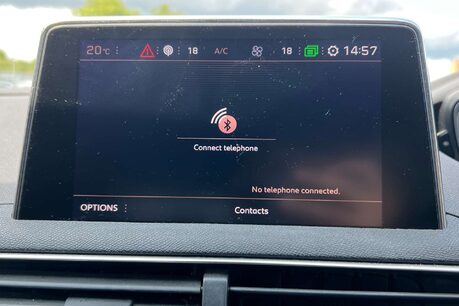 20°C 18 A/C 18 14:57
Connect telephone
No telephone connected.
OPTIONS Contacts